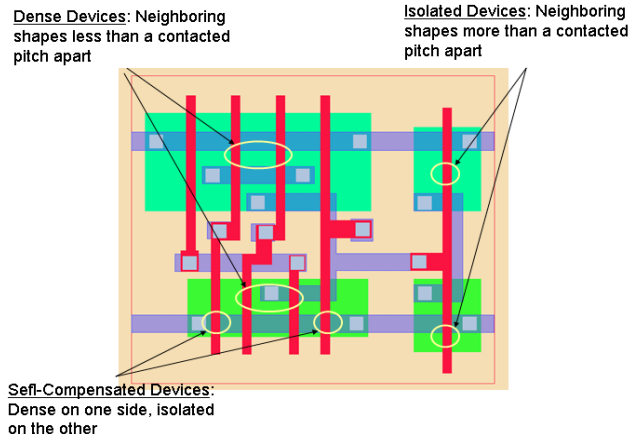 Dense Devices: Neighboring
shapes less than a contacted
pitch apart
Isolated Devices: Neighboring
shapes more than a contacted
pitch apart
Sefl-Compensated Devices:
Dense on one side, isolated
on the other